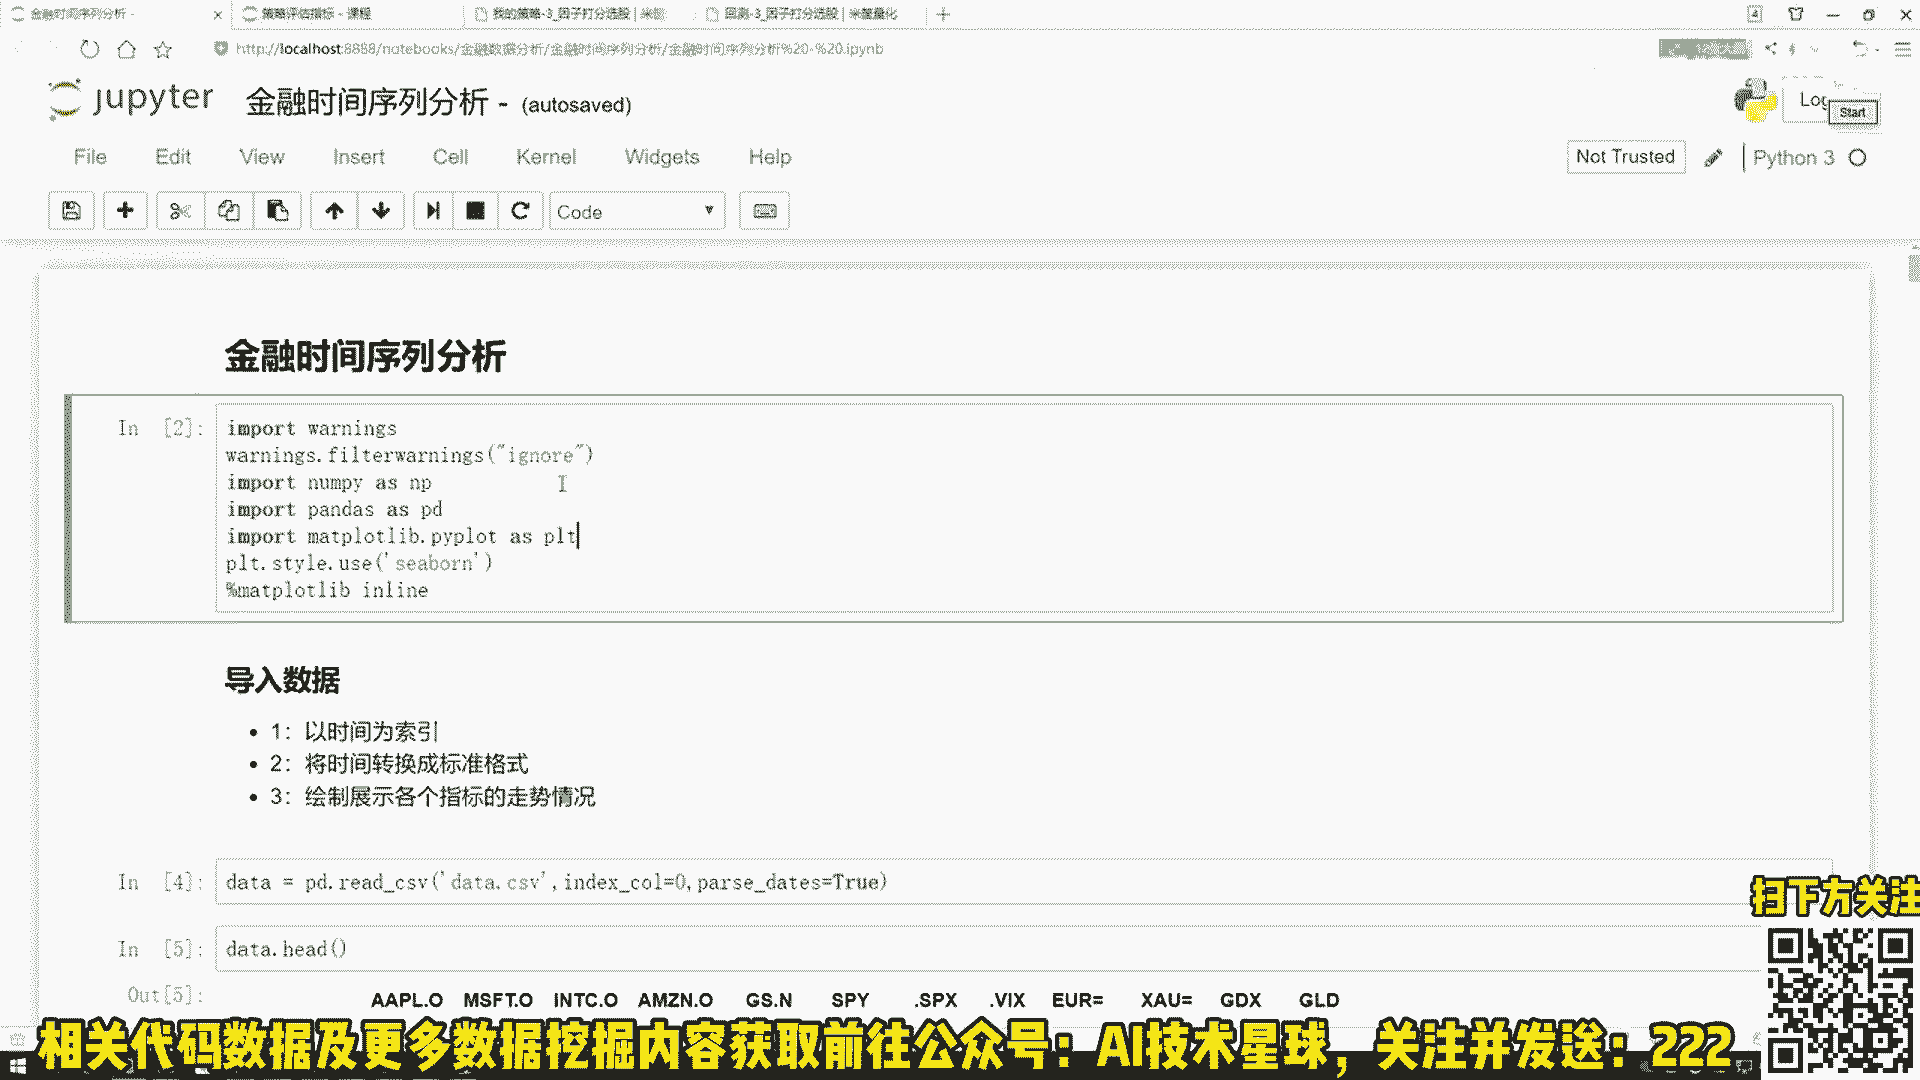 金融时间序列分析 -
策略评估指标 - 课程
我的策略-3_因子打分选股 | 米筐
回测-3_因子打分选股 | 米筐量化
4
http://localhost:8888/notebooks/金融数据分析/金融时间序列分析/金融时间序列分析%20-%20.ipynb
jupyter
金融时间序列分析 - (autosaved)
Start
File Edit View Insert Cell Kernel Widgets Help
Not Trusted
Python 3
Code
金融时间序列分析
In [2]:
import warnings
warnings.filterwarnings("ignore")
import numpy as np
import pandas as pd
import matplotlib.pyplot as plt
plt.style.use('seaborn')
%matplotlib inline
导入数据
1：以时间为索引
2：将时间转换成标准格式
3：绘制展示各个指标的走势情况
In [4]: data = pd.read_csv('data.csv',index_col=0,parse_dates=True)
In [5]: data.head()
Out[5]:
AAPL.O MSFT.O INTC.O AMZN.O GS.N SPY .SPX .VIX EUR= XAU= GDX GLD
扫下方关注
相关代码数据及更多数据挖掘内容获取前往公众号：AI技术星球，关注并发送：222